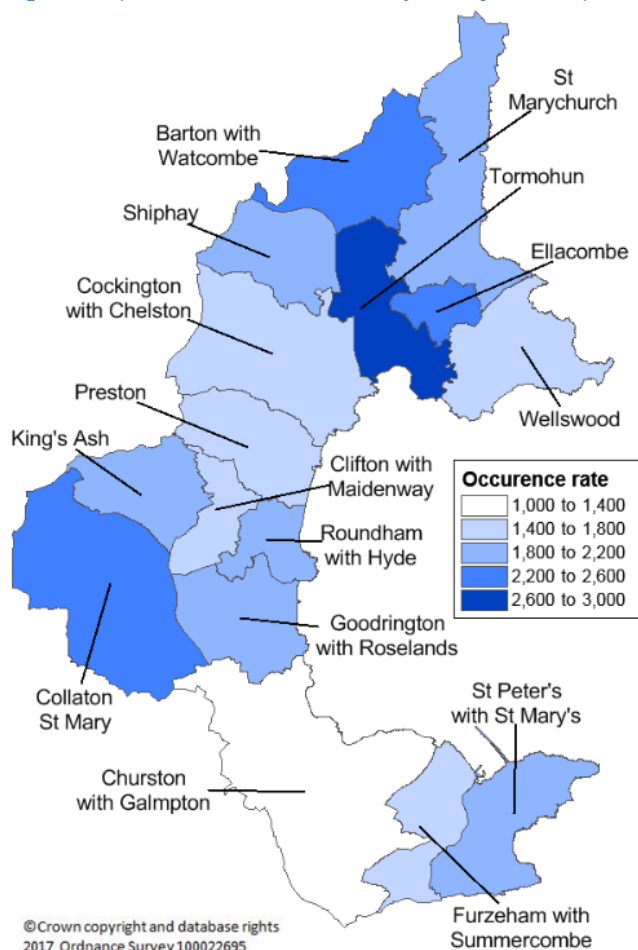 St
Marychurch
Barton with
Watcombe
Tormohun
Shiphay
Ellacombe
Cockington
with Chelston
Preston
Wellswood
King's Ash
Clifton with
Maidenway
Occurence rate
1,000 to 1,400
1,400 to 1,800
1,800 to 2,200
2,200 to 2,600
2,600 to 3,000
Roundham
with Hyde
Goodrington
with Roselands
Collaton
St Mary
St Peter's
with St Mary's
Churston
with Galmpton
Furzeham with
Summercombe
©Crown copyright and database rights
2017 Ordnance Survey 100022695